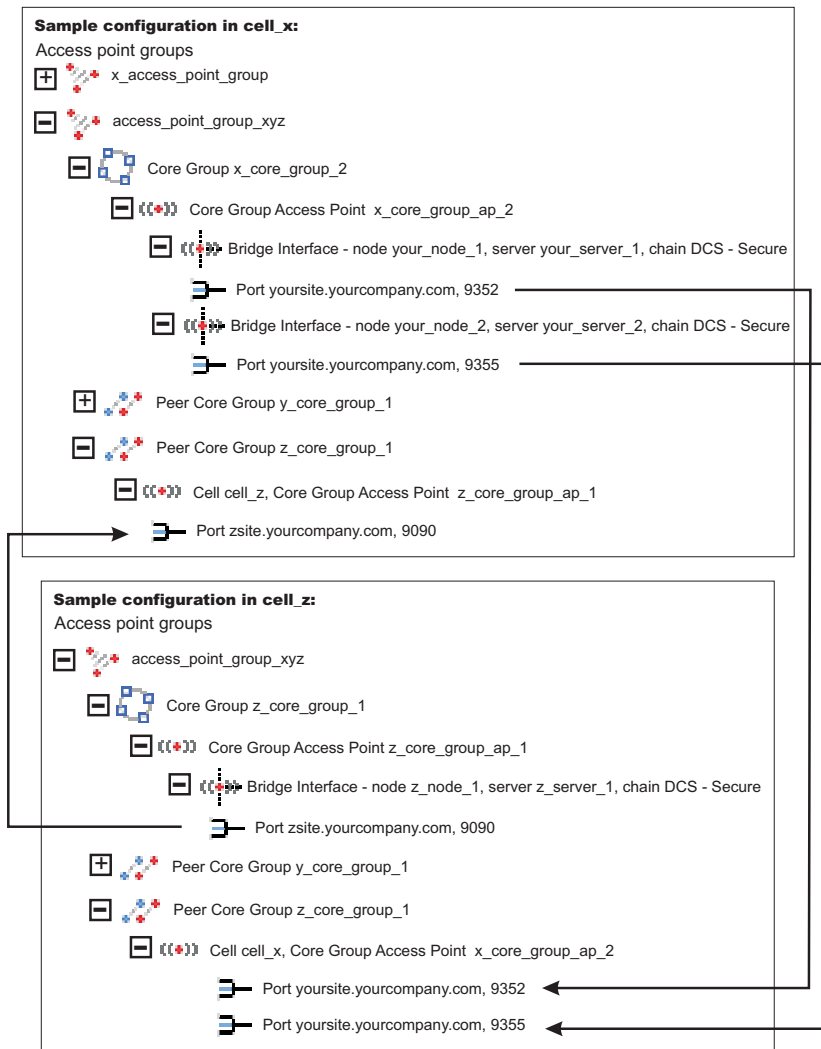 Sample configuration in cell_x:
Access point groups
x_access_point_group
access_point_group_xyz
Core Group x_core_group_2
Core Group Access Point x_core_group_ap_2
Bridge Interface - node your_node_1, server your_server_1, chain DCS - Secure
Port yoursite.yourcompany.com, 9352
Bridge Interface - node your_node_2, server your_server_2, chain DCS - Secure
Port yoursite.yourcompany.com, 9355
Peer Core Group y_core_group_1
Peer Core Group z_core_group_1
Cell cell_z, Core Group Access Point z_core_group_ap_1
Port zsite.yourcompany.com, 9090
Sample configuration in cell_z:
Access point groups
access_point_group_xyz
Core Group z_core_group_1
Core Group Access Point z_core_group_ap_1
Bridge Interface - node z_node_1, server z_server_1, chain DCS - Secure
Port zsite.yourcompany.com, 9090
Peer Core Group y_core_group_1
Peer Core Group z_core_group_1
Cell cell_x, Core Group Access Point x_core_group_ap_2
Port yoursite.yourcompany.com, 9352
Port yoursite.yourcompany.com, 9355